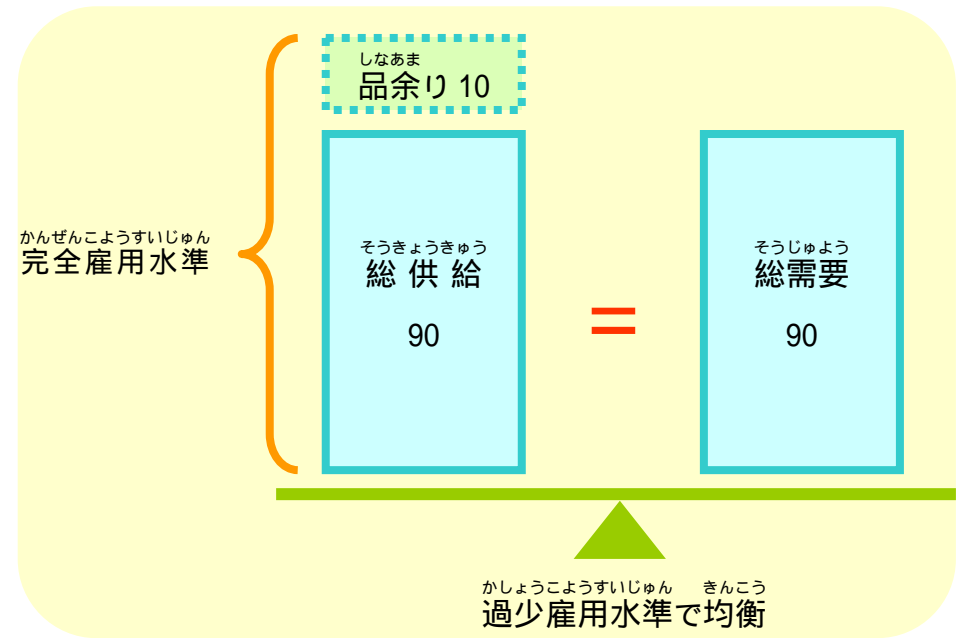 しなあま
品余り 10
かんぜんこようすいじゅん
完全雇用水準
そうきょうきゅう
総 供 給
90
=
そうじゅよう
総需要
90
かしょうこようすいじゅん きんこう
過少雇用水準で均衡